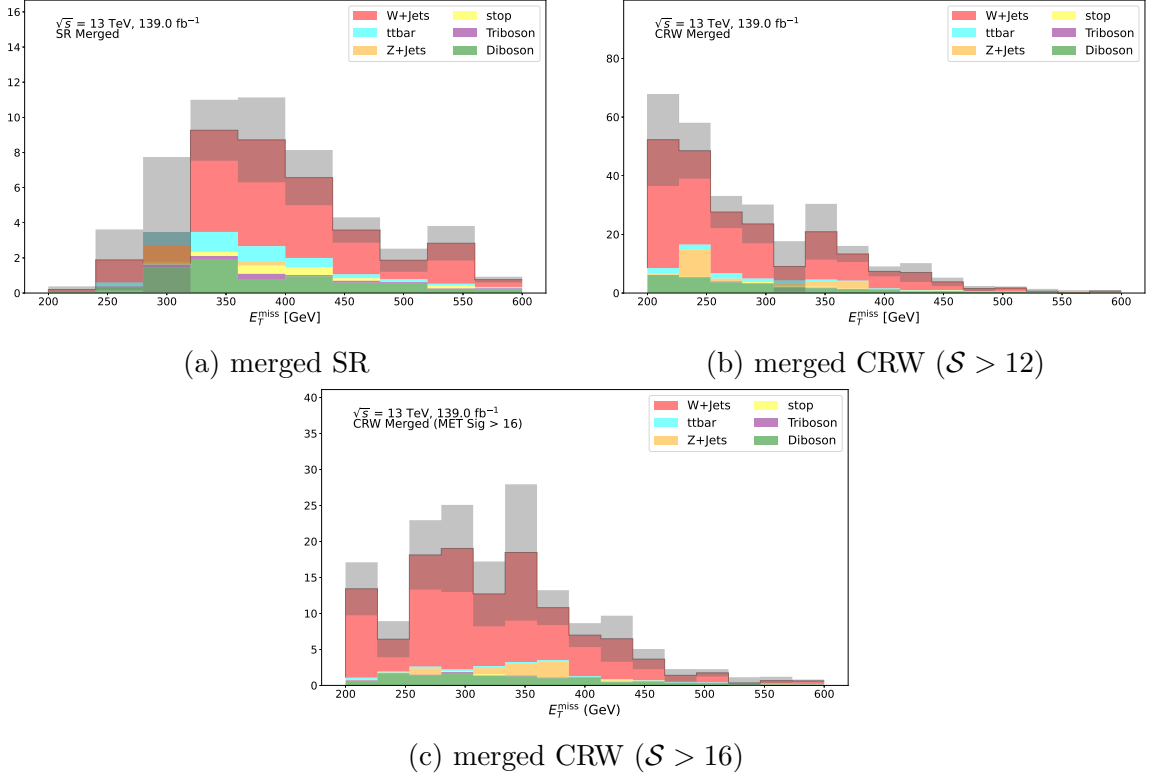 16
14
12
10
8
6
4
2
0
√s = 13 TeV, 139.0 fb⁻¹
SR Merged
W+Jets
ttbar
Z+Jets
stop
Triboson
Diboson
200 250 300 350 400 450 500 550 600
E_T^miss [GeV]
(a) merged SR
80
60
40
20
0
√s = 13 TeV, 139.0 fb⁻¹
CRW Merged
W+Jets
ttbar
Z+Jets
stop
Triboson
Diboson
200 250 300 350 400 450 500 550 600
E_T^miss [GeV]
(b) merged CRW (𝒮 > 12)
40
35
30
25
20
15
10
5
0
√s = 13 TeV, 139.0 fb⁻¹
CRW Merged (MET Sig > 16)
W+Jets
ttbar
Z+Jets
stop
Triboson
Diboson
200 250 300 350 400 450 500 550 600
E_T^miss (GeV)
(c) merged CRW (𝒮 > 16)